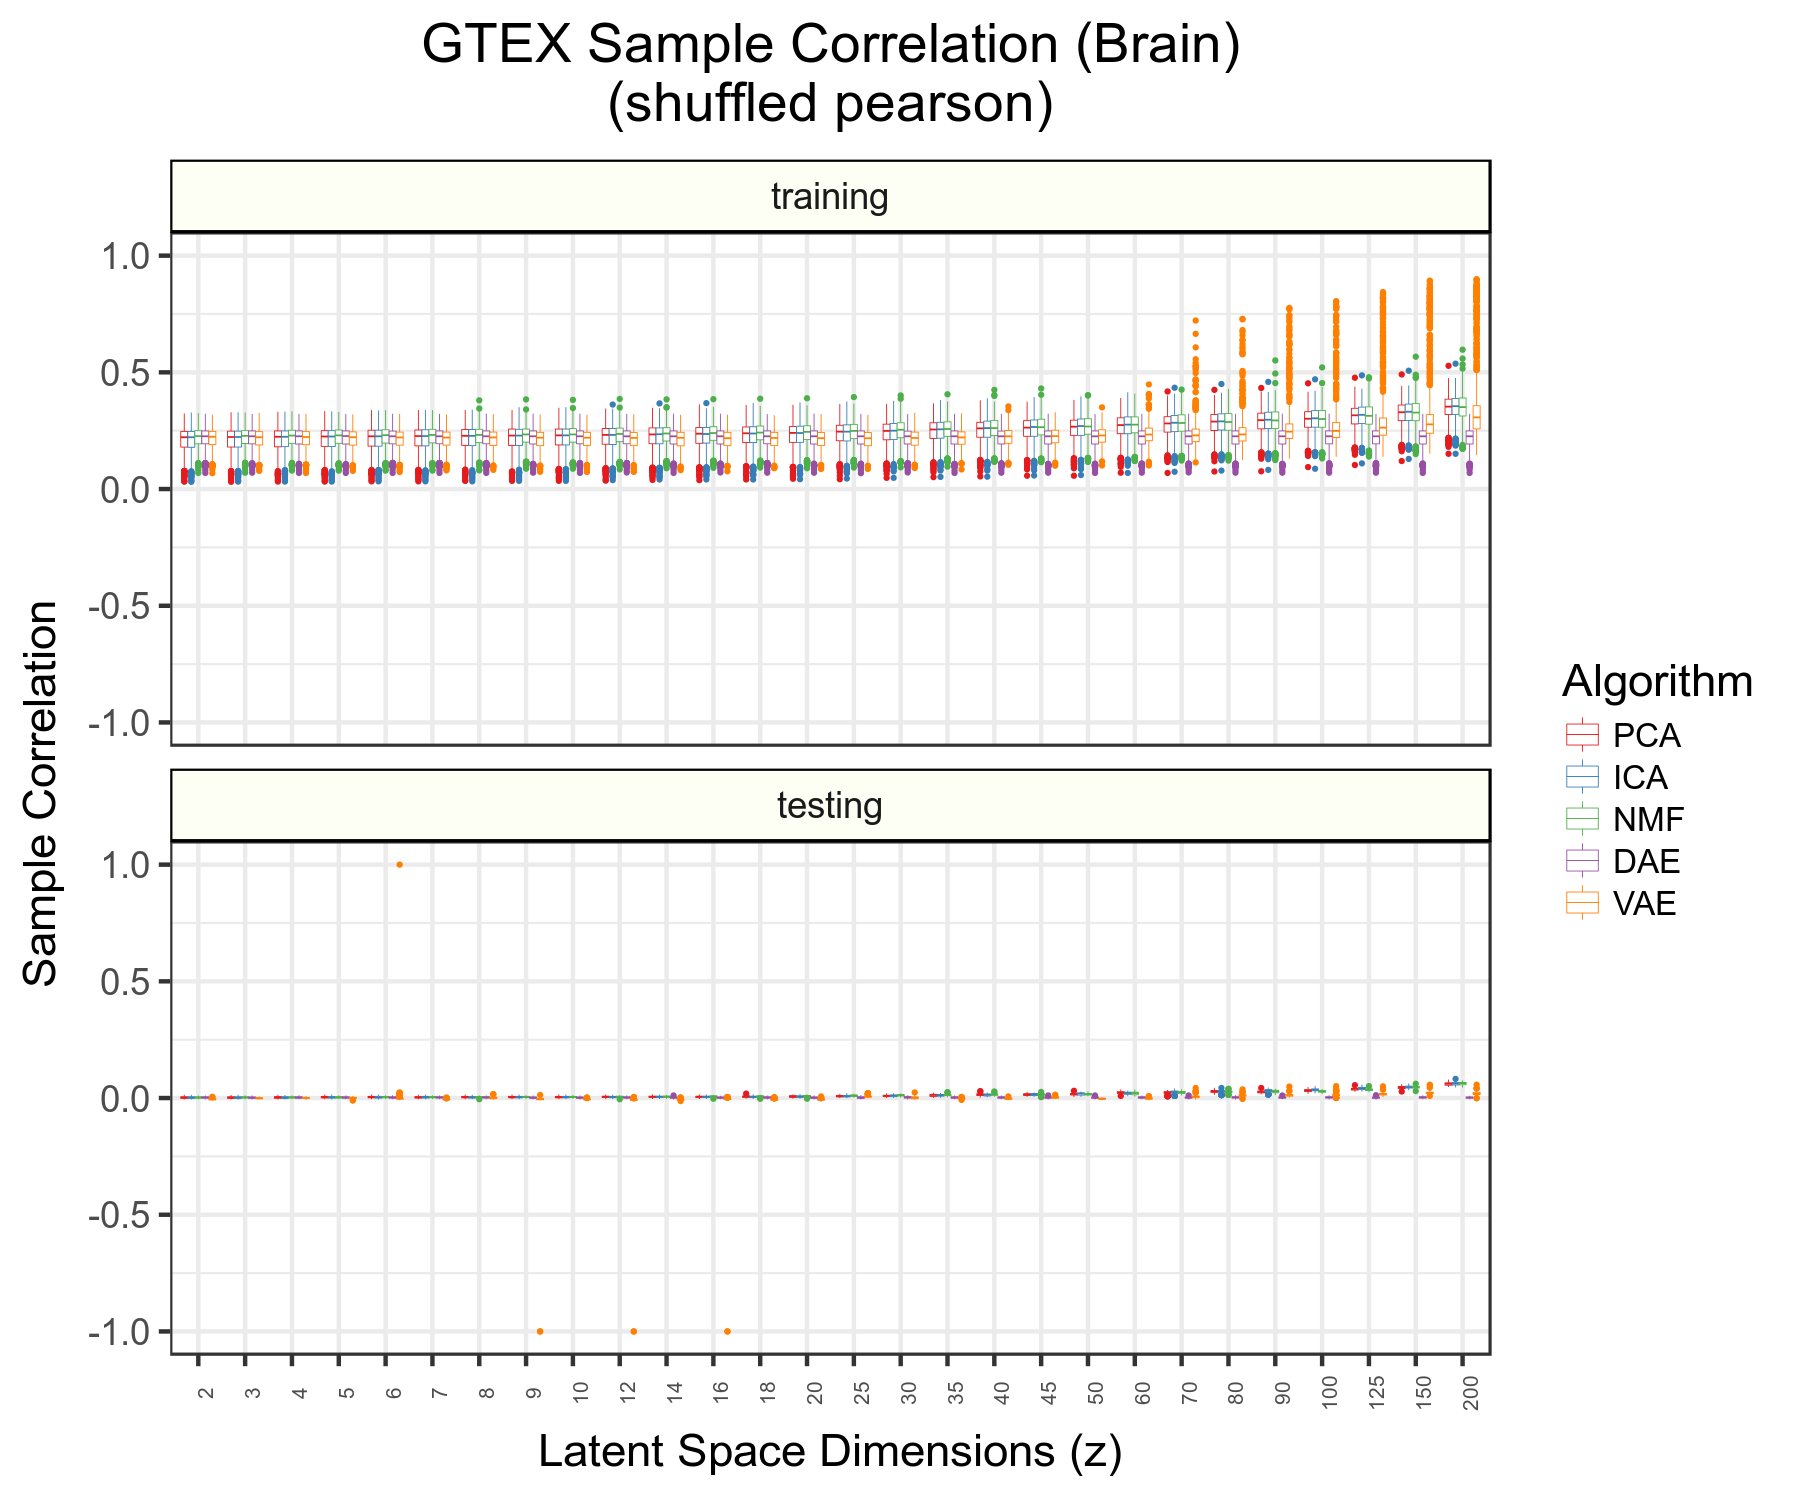 GTEX Sample Correlation (Brain)
(shuffled pearson)
training
1.0
0.5
0.0
-0.5
-1.0
testing
1.0
0.5
0.0
-0.5
-1.0
Sample Correlation
2 3 4 5 6 7 8 9 10 12 14 16 18 20 25 30 35 40 45 50 60 70 80 90 100 125 150 200
Latent Space Dimensions (z)
Algorithm
PCA
ICA
NMF
DAE
VAE